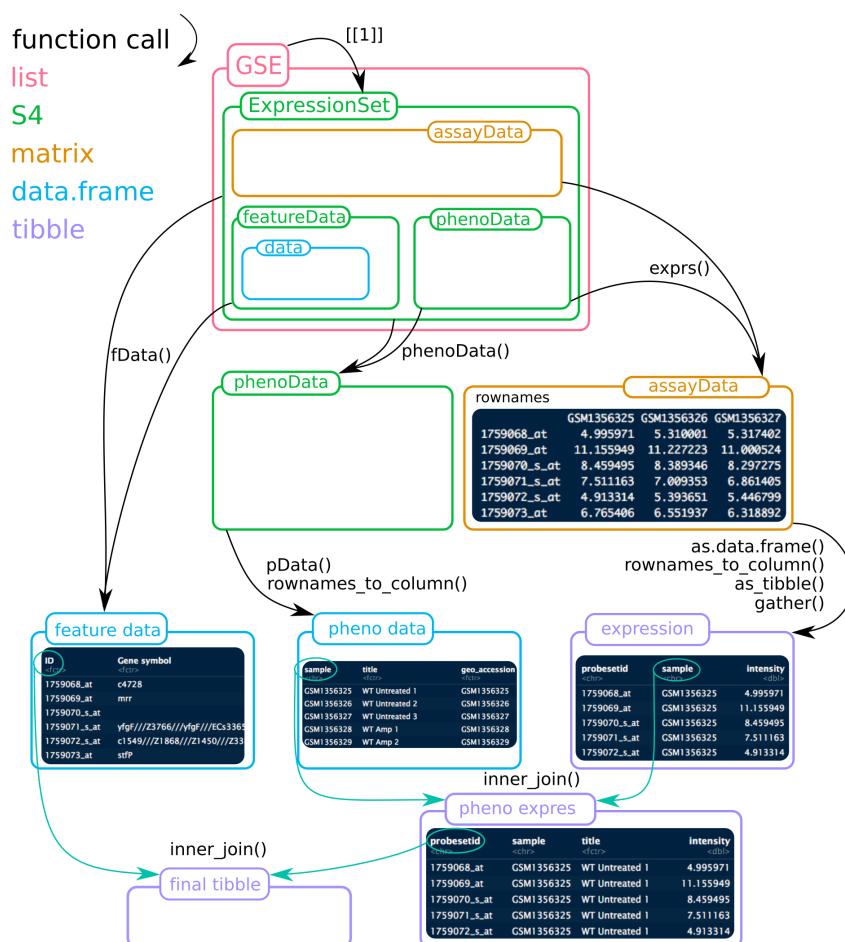 function call
list
S4
matrix
data.frame
tibble
[[1]]
GSE
ExpressionSet
assayData
featureData
phenoData
data
exprs()
fData()
phenoData()
phenoData
assayData
rownames
GSM1356325 GSM1356326 GSM1356327
1759068_at 4.995971 5.310001 5.317402
1759069_at 11.155949 11.227223 11.000524
1759070_s_at 8.459495 8.389346 8.297275
1759071_s_at 7.511163 7.009353 6.861405
1759072_s_at 4.913314 5.393651 5.446799
1759073_at 6.765406 6.551937 6.318892
pData()
rownames_to_column()
as.data.frame()
rownames_to_column()
as_tibble()
gather()
feature data
ID Gene symbol
<fctr> <fctr>
1759068_at c4728
1759069_at mrr
1759070_s_at
1759071_s_at yfgF///Z3766///yfgF///ECs3365
1759072_s_at c1549///Z1868///Z1450///Z33
1759073_at stfP
pheno data
sample title geo_accession
<chr> <fctr> <fctr>
GSM1356325 WT Untreated 1 GSM1356325
GSM1356326 WT Untreated 2 GSM1356326
GSM1356327 WT Untreated 3 GSM1356327
GSM1356328 WT Amp 1 GSM1356328
GSM1356329 WT Amp 2 GSM1356329
expression
probesetid sample intensity
<chr> <chr> <dbl>
1759068_at GSM1356325 4.995971
1759069_at GSM1356325 11.155949
1759070_s_at GSM1356325 8.459495
1759071_s_at GSM1356325 7.511163
1759072_s_at GSM1356325 4.913314
inner_join()
pheno expres
probesetid sample title intensity
<chr> <chr> <fctr> <dbl>
1759068_at GSM1356325 WT Untreated 1 4.995971
1759069_at GSM1356325 WT Untreated 1 11.155949
1759070_s_at GSM1356325 WT Untreated 1 8.459495
1759071_s_at GSM1356325 WT Untreated 1 7.511163
1759072_s_at GSM1356325 WT Untreated 1 4.913314
inner_join()
final tibble